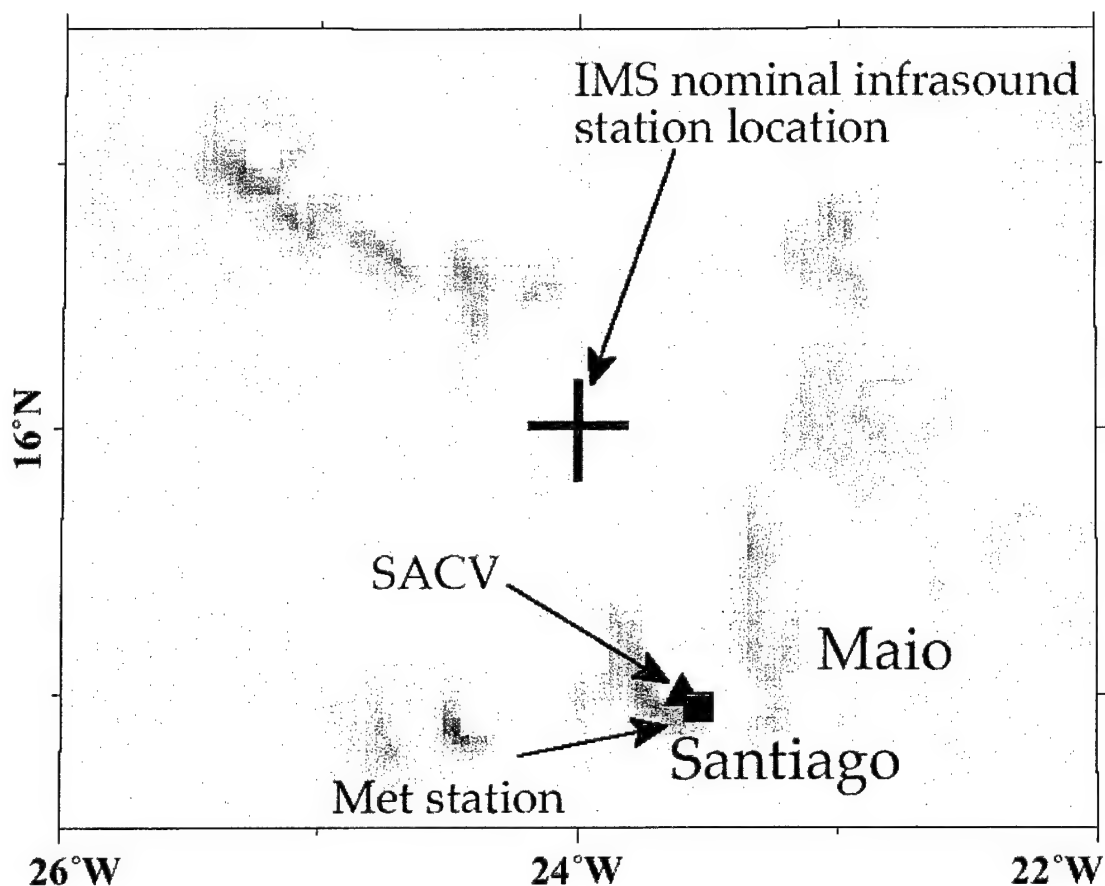 IMS nominal infrasound
station location
16°N
SACV
Maio
Santiago
Met station
26°W
24°W
22°W